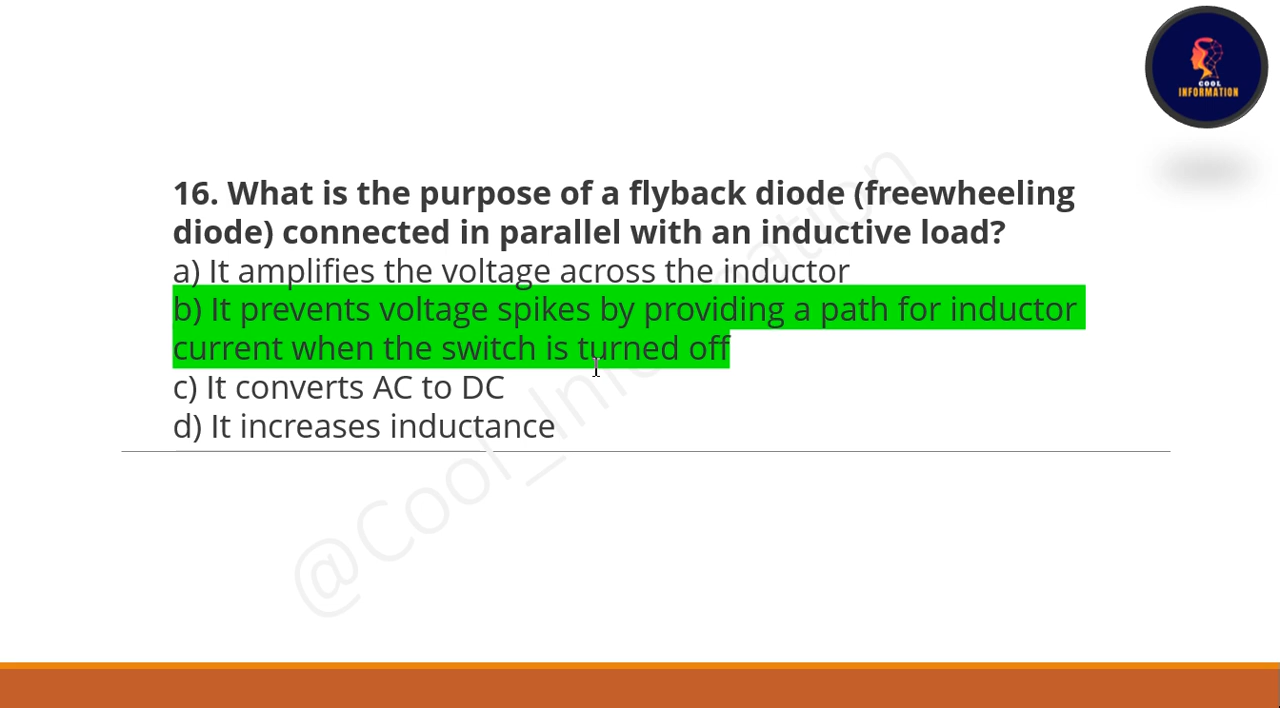 COOL
INFORMATION
16. What is the purpose of a flyback diode (freewheeling
diode) connected in parallel with an inductive load?
a) It amplifies the voltage across the inductor
b) It prevents voltage spikes by providing a path for inductor
current when the switch is turned off
c) It converts AC to DC
d) It increases inductance
@Cool_Information